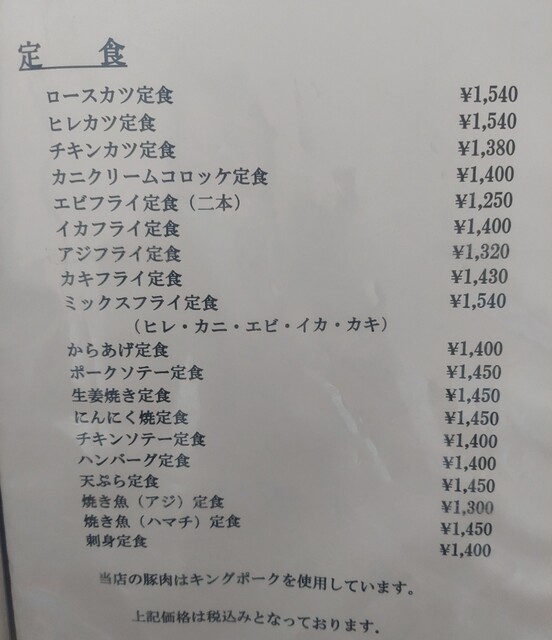 定 食
ロースカツ定食 ¥1,540
ヒレカツ定食 ¥1,540
チキンカツ定食 ¥1,380
カニクリームコロッケ定食 ¥1,400
エビフライ定食（二本） ¥1,250
イカフライ定食 ¥1,400
アジフライ定食 ¥1,320
カキフライ定食 ¥1,430
ミックスフライ定食 ¥1,540
（ヒレ・カニ・エビ・イカ・カキ）
からあげ定食 ¥1,400
ポークソテー定食 ¥1,450
生姜焼き定食 ¥1,450
にんにく焼定食 ¥1,450
チキンソテー定食 ¥1,400
ハンバーグ定食 ¥1,400
天ぷら定食 ¥1,450
焼き魚（アジ）定食 ¥1,300
焼き魚（ハマチ）定食 ¥1,450
刺身定食 ¥1,400
当店の豚肉はキングポークを使用しています。
上記価格は税込みとなっております．